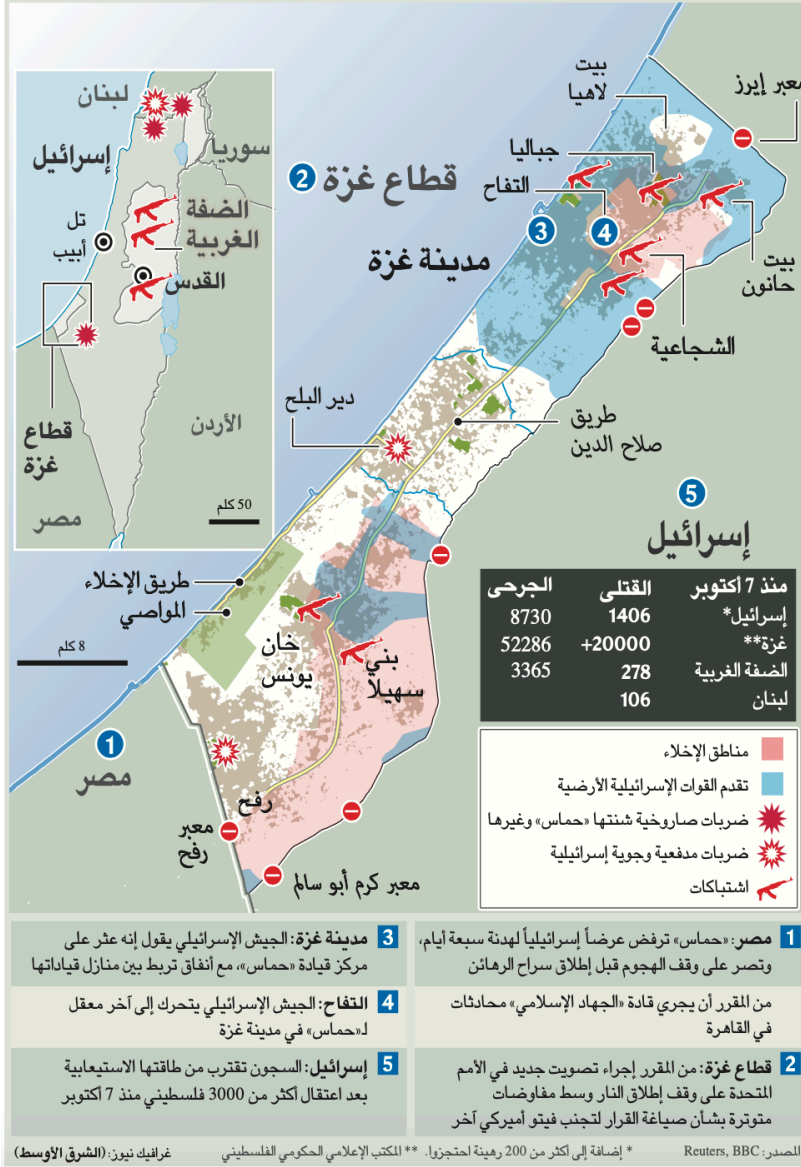 لبنان
سوريا
إسرائيل
الضفة
الغربية
تل
أبيب
القدس
قطاع
غزة
الأردن
مصر
50 كلم
بيت
لاهيا
معبر إيرز
جباليا
التفاح
2 قطاع غزة
3
4
مدينة غزة
بيت
حانون
الشجاعية
دير البلح
طريق
صلاح الدين
5
إسرائيل
طريق الإخلاء
المواصي
8 كلم
خان
يونس
بني
سهيلا
1
مصر
رفح
معبر
رفح
معبر كرم أبو سالم
منذ 7 أكتوبر القتلى الجرحى
إسرائيل* 1406 8730
غزة** 20000+ 52286
الضفة الغربية 278 3365
لبنان 106
مناطق الإخلاء
تقدم القوات الإسرائيلية الأرضية
ضربات صاروخية شنتها «حماس» وغيرها
ضربات مدفعية وجوية إسرائيلية
اشتباكات
1 مصر: «حماس» ترفض عرضاً إسرائيلياً لهدنة سبعة أيام،
وتصر على وقف الهجوم قبل إطلاق سراح الرهائن
من المقرر أن يجري قادة «الجهاد الإسلامي» محادثات
في القاهرة
2 قطاع غزة: من المقرر إجراء تصويت جديد في الأمم
المتحدة على وقف إطلاق النار وسط مفاوضات
متوترة بشأن صياغة القرار لتجنب فيتو أميركي آخر
3 مدينة غزة: الجيش الإسرائيلي يقول إنه عثر على
مركز قيادة «حماس»، مع أنفاق تربط بين منازل قياداتها
4 التفاح: الجيش الإسرائيلي يتحرك إلى آخر معقل
لـ«حماس» في مدينة غزة
5 إسرائيل: السجون تقترب من طاقتها الاستيعابية
بعد اعتقال أكثر من 3000 فلسطيني منذ 7 أكتوبر
المصدر: Reuters, BBC * إضافة إلى أكثر من 200 رهينة احتجزوا. ** المكتب الإعلامي الحكومي الفلسطيني غرافيك نيوز: (الشرق الأوسط)